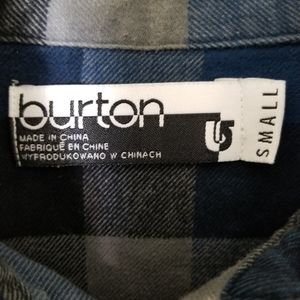 burton
MADE IN CHINA
FABRIQUÉ EN CHINE
WYPRODUKOWANO W CHINACH
SMALL